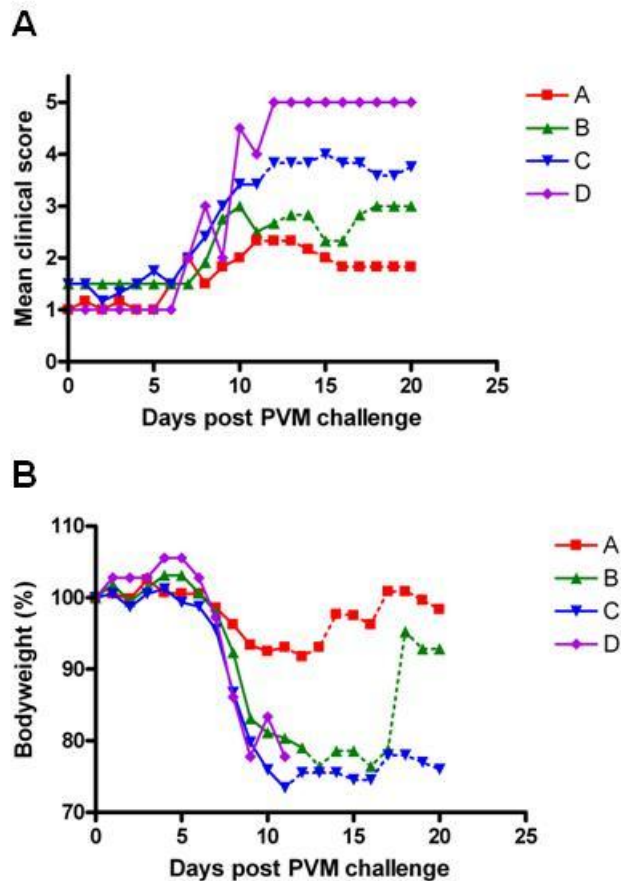 A
Mean clinical score
5
4
3
2
1
0
0 5 10 15 20 25
Days post PVM challenge
A
B
C
D
B
Bodyweight (%)
110
100
90
80
70
0 5 10 15 20 25
Days post PVM challenge
A
B
C
D